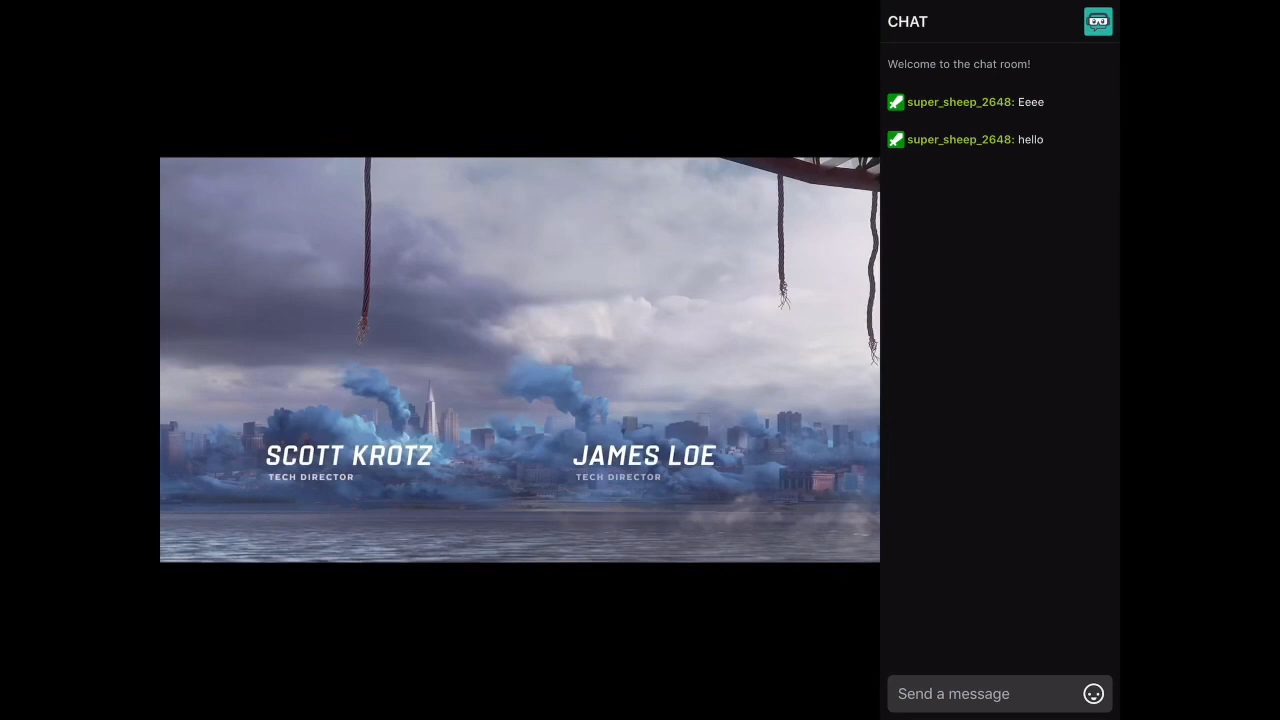 CHAT
Welcome to the chat room!
super_sheep_2648: Eeee
super_sheep_2648: hello
SCOTT KROTZ
TECH DIRECTOR
JAMES LOE
TECH DIRECTOR
Send a message